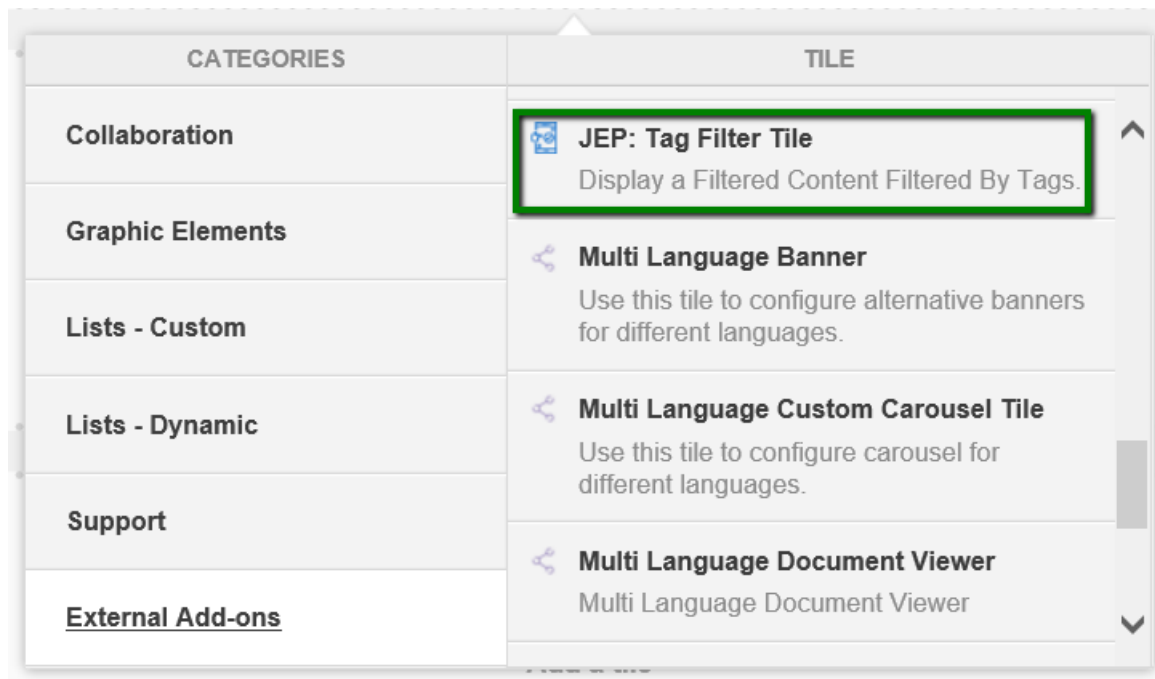 CATEGORIES
TILE
Collaboration
Graphic Elements
Lists - Custom
Lists - Dynamic
Support
External Add-ons
JEP: Tag Filter Tile
Display a Filtered Content Filtered By Tags.
Multi Language Banner
Use this tile to configure alternative banners
for different languages.
Multi Language Custom Carousel Tile
Use this tile to configure carousel for
different languages.
Multi Language Document Viewer
Multi Language Document Viewer